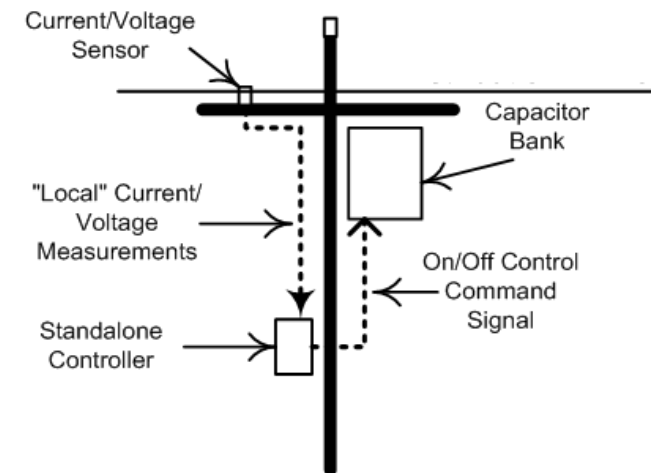 Current/Voltage
Sensor
Capacitor
Bank
"Local" Current/
Voltage
Measurements
On/Off Control
Command
Signal
Standalone
Controller